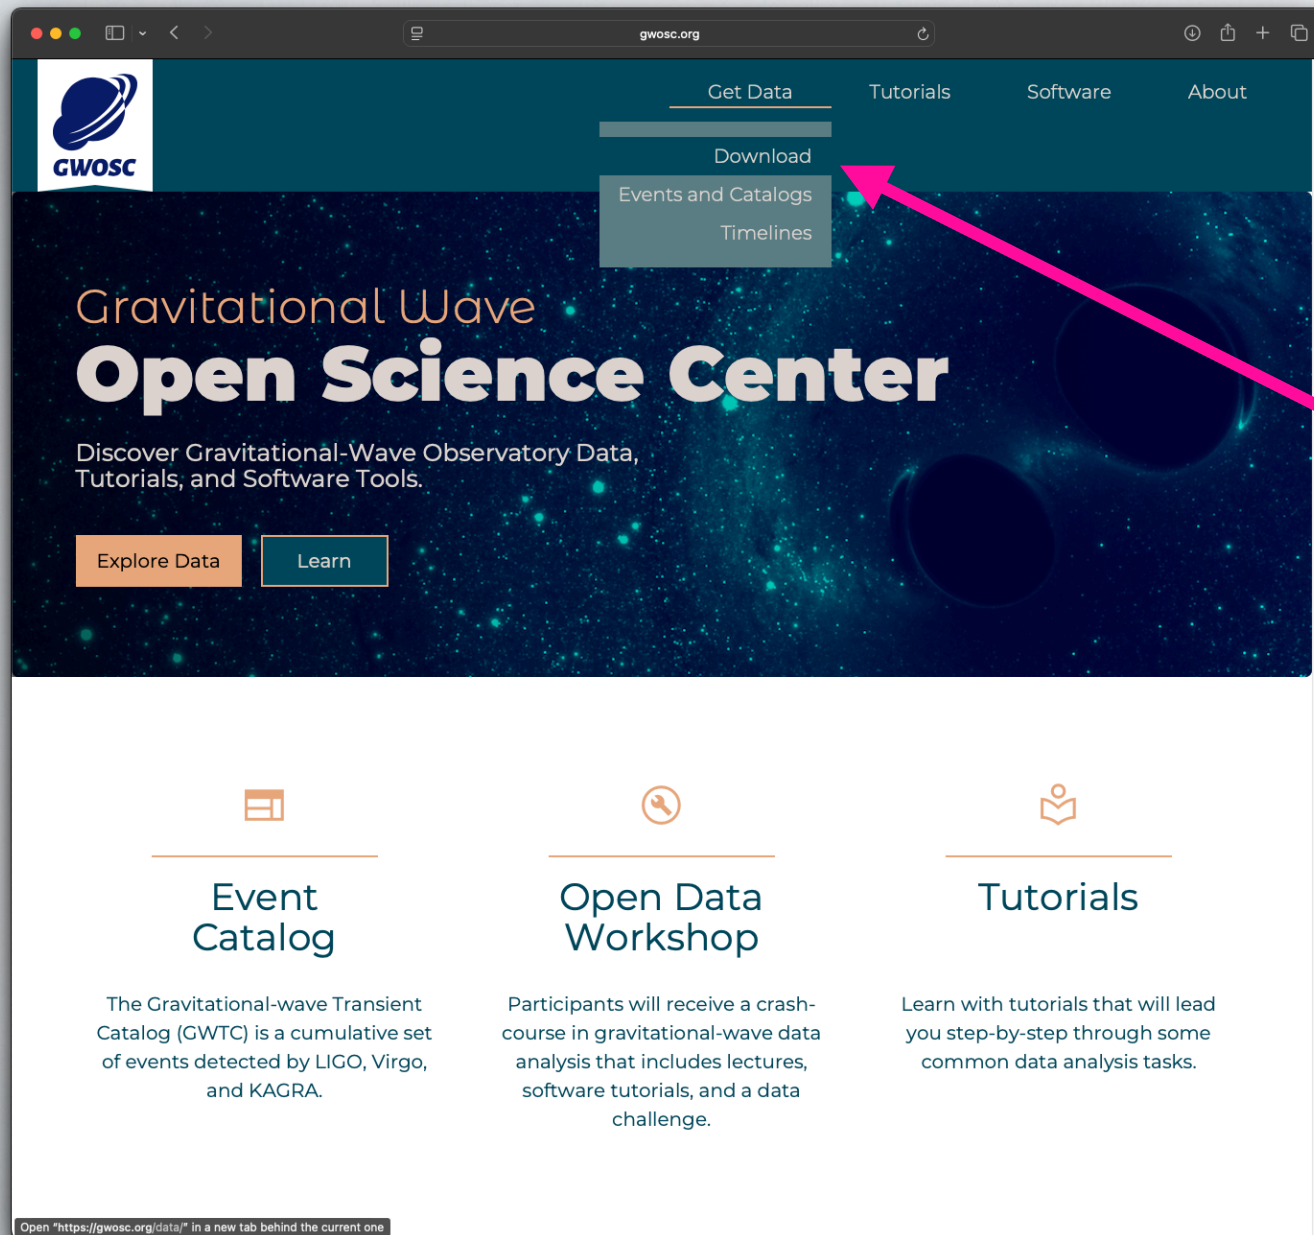 gwosc.org
GWOSC
Get Data Tutorials Software About
Download
Events and Catalogs
Timelines
Gravitational Wave
Open Science Center
Discover Gravitational-Wave Observatory Data,
Tutorials, and Software Tools.
Explore Data Learn
Event
Catalog
The Gravitational-wave Transient
Catalog (GWTC) is a cumulative set
of events detected by LIGO, Virgo,
and KAGRA.
Open Data
Workshop
Participants will receive a crash-
course in gravitational-wave data
analysis that includes lectures,
software tutorials, and a data
challenge.
Tutorials
Learn with tutorials that will lead
you step-by-step through some
common data analysis tasks.
Open "https://gwosc.org/data/" in a new tab behind the current one